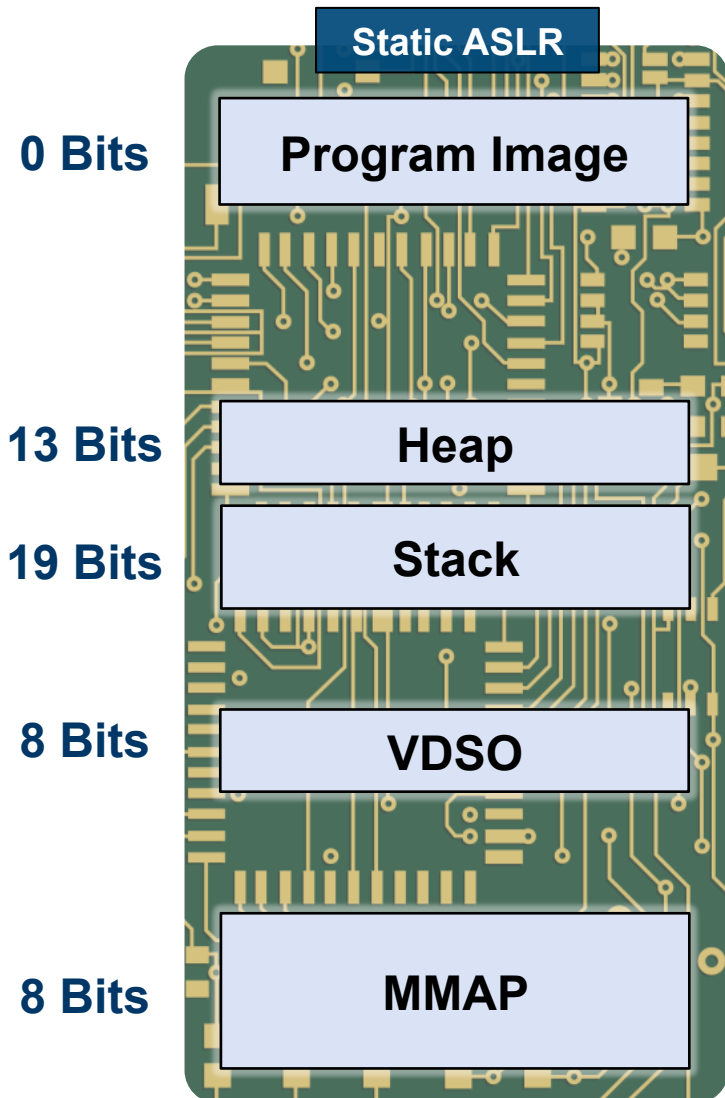 Static ASLR
0 Bits
Program Image
13 Bits
Heap
19 Bits
Stack
8 Bits
VDSO
8 Bits
MMAP